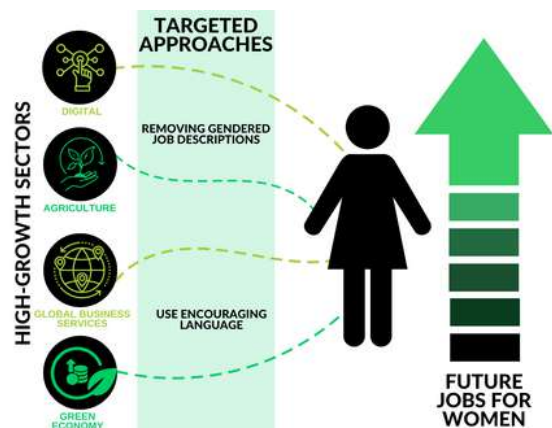 HIGH-GROWTH SECTORS
TARGETED
APPROACHES
DIGITAL
REMOVING GENDERED
JOB DESCRIPTIONS
AGRICULTURE
GLOBAL BUSINESS
SERVICES
USE ENCOURAGING
LANGUAGE
GREEN
ECONOMY
FUTURE
JOBS FOR
WOMEN